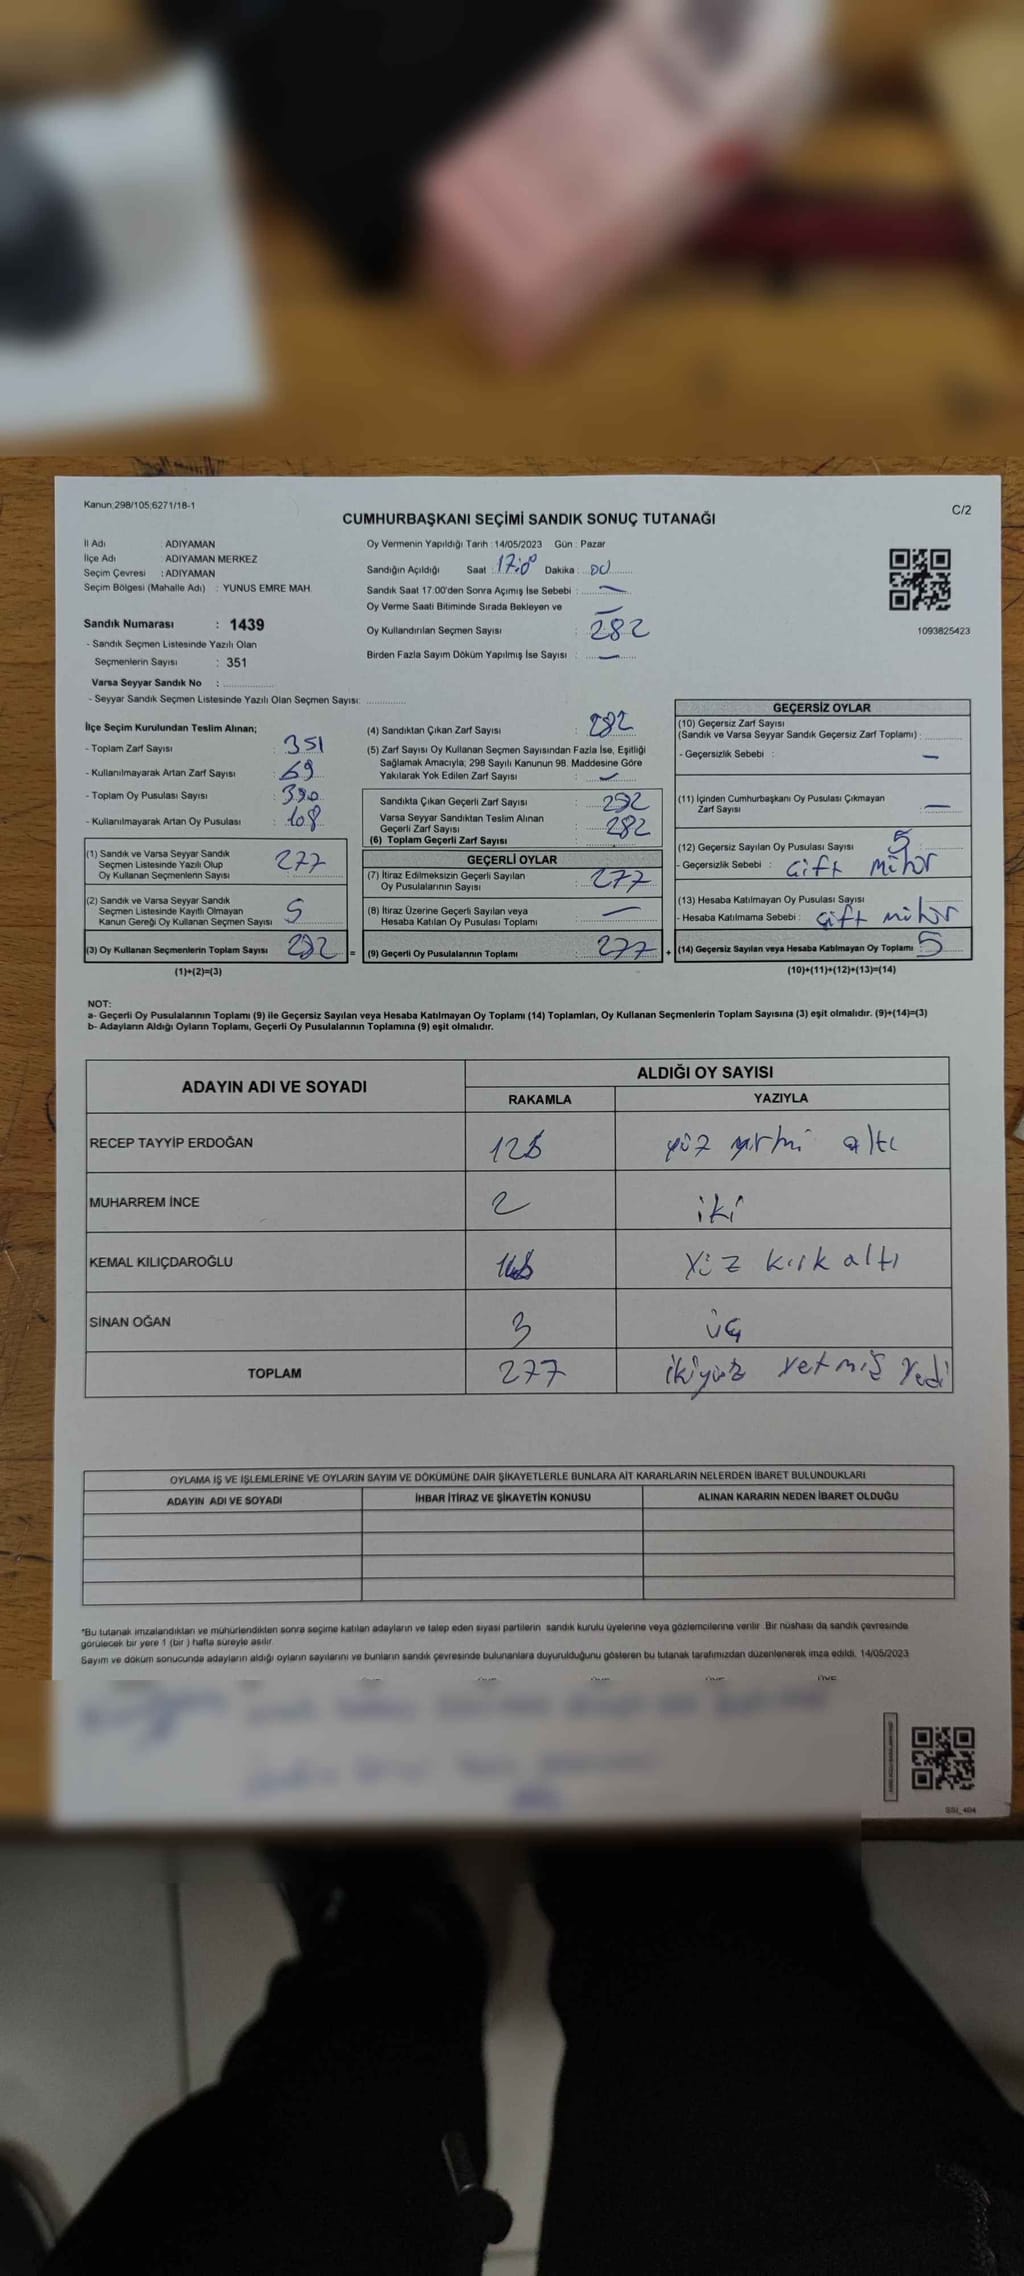 Kanun;298/105;6271/18-1
C/2
CUMHURBAŞKANI SEÇİMİ SANDIK SONUÇ TUTANAĞI
İl Adı : ADIYAMAN
İlçe Adı : ADIYAMAN MERKEZ
Seçim Çevresi : ADIYAMAN
Seçim Bölgesi (Mahalle Adı) : YUNUS EMRE MAH.
Oy Vermenin Yapıldığı Tarih :14/05/2023 Gün : Pazar
Sandığın Açıldığı Saat : 17:00 Dakika : 00
Sandık Saat 17:00'den Sonra Açımış İse Sebebi : —
Oy Verme Saati Bitiminde Sırada Bekleyen ve —
Oy Kullandırılan Seçmen Sayısı : 282
Birden Fazla Sayım Döküm Yapılmış İse Sayısı : —
1093825423
Sandık Numarası : 1439
- Sandık Seçmen Listesinde Yazılı Olan
Seçmenlerin Sayısı : 351
Varsa Seyyar Sandık No :
- Seyyar Sandık Seçmen Listesinde Yazılı Olan Seçmen Sayısı:
İlçe Seçim Kurulundan Teslim Alınan;
- Toplam Zarf Sayısı : 351
- Kullanılmayarak Artan Zarf Sayısı : 69
- Toplam Oy Pusulası Sayısı : 390
- Kullanılmayarak Artan Oy Pusulası : 108
(1) Sandık ve Varsa Seyyar Sandık
Seçmen Listesinde Yazılı Olup
Oy Kullanan Seçmenlerin Sayısı : 277
(2) Sandık ve Varsa Seyyar Sandık
Seçmen Listesinde Kayıtlı Olmayan
Kanun Gereği Oy Kullanan Seçmen Sayısı : 5
(3) Oy Kullanan Seçmenlerin Toplam Sayısı 282 =
(1)+(2)=(3)
(4) Sandıktan Çıkan Zarf Sayısı : 282
(5) Zarf Sayısı Oy Kullanan Seçmen Sayısından Fazla İse, Eşitliği
Sağlamak Amacıyla; 298 Sayılı Kanunun 98. Maddesine Göre
Yakılarak Yok Edilen Zarf Sayısı : —
Sandıkta Çıkan Geçerli Zarf Sayısı : 282
Varsa Seyyar Sandıktan Teslim Alınan
Geçerli Zarf Sayısı : 282
(6) Toplam Geçerli Zarf Sayısı :
GEÇERLİ OYLAR
(7) İtiraz Edilmeksizin Geçerli Sayılan
Oy Pusulalarının Sayısı : 277
(8) İtiraz Üzerine Geçerli Sayılan veya
Hesaba Katılan Oy Pusulası Toplamı : —
(9) Geçerli Oy Pusulalarının Toplamı : 277 +
GEÇERSİZ OYLAR
(10) Geçersiz Zarf Sayısı
(Sandık ve Varsa Seyyar Sandık Geçersiz Zarf Toplamı) :
- Geçersizlik Sebebi : —
(11) İçinden Cumhurbaşkanı Oy Pusulası Çıkmayan
Zarf Sayısı : —
(12) Geçersiz Sayılan Oy Pusulası Sayısı : 5
- Geçersizlik Sebebi : Çift mühür
(13) Hesaba Katılmayan Oy Pusulası Sayısı :
- Hesaba Katılmama Sebebi : Çift mühür
(14) Geçersiz Sayılan veya Hesaba Katılmayan Oy Toplamı : 5
(10)+(11)+(12)+(13)=(14)
NOT:
a- Geçerli Oy Pusulalarının Toplamı (9) ile Geçersiz Sayılan veya Hesaba Katılmayan Oy Toplamı (14) Toplamları, Oy Kullanan Seçmenlerin Toplam Sayısına (3) eşit olmalıdır. (9)+(14)=(3)
b- Adayların Aldığı Oyların Toplamı, Geçerli Oy Pusulalarının Toplamına (9) eşit olmalıdır.
ADAYIN ADI VE SOYADI ALDIĞI OY SAYISI
RAKAMLA YAZIYLA
RECEP TAYYİP ERDOĞAN 126 yüz yirmi altı
MUHARREM İNCE 2 iki
KEMAL KILIÇDAROĞLU 146 Yüz kırk altı
SİNAN OĞAN 3 üç
TOPLAM 277 ikiyüz Yetmiş Yedi
OYLAMA İŞ VE İŞLEMLERİNE VE OYLARIN SAYIM VE DÖKÜMÜNE DAİR ŞİKAYETLERLE BUNLARA AİT KARARLARIN NELERDEN İBARET BULUNDUKLARI
ADAYIN ADI VE SOYADI İHBAR İTİRAZ VE ŞİKAYETİN KONUSU ALINAN KARARIN NEDEN İBARET OLDUĞU
*Bu tutanak imzalandıktan ve mühürlendikten sonra seçime katılan adayların ve talep eden siyasi partilerin sandık kurulu üyelerine veya gözlemcilerine verilir. Bir nüshası da sandık çevresinde
görülecek bir yere 1 (bir ) hafta süreyle asılır.
Sayım ve döküm sonucunda adayların aldığı oyların sayılarını ve bunların sandık çevresinde bulunanlara duyurulduğunu gösteren bu tutanak tarafımızdan düzenlenerek imza edildi. 14/05/2023